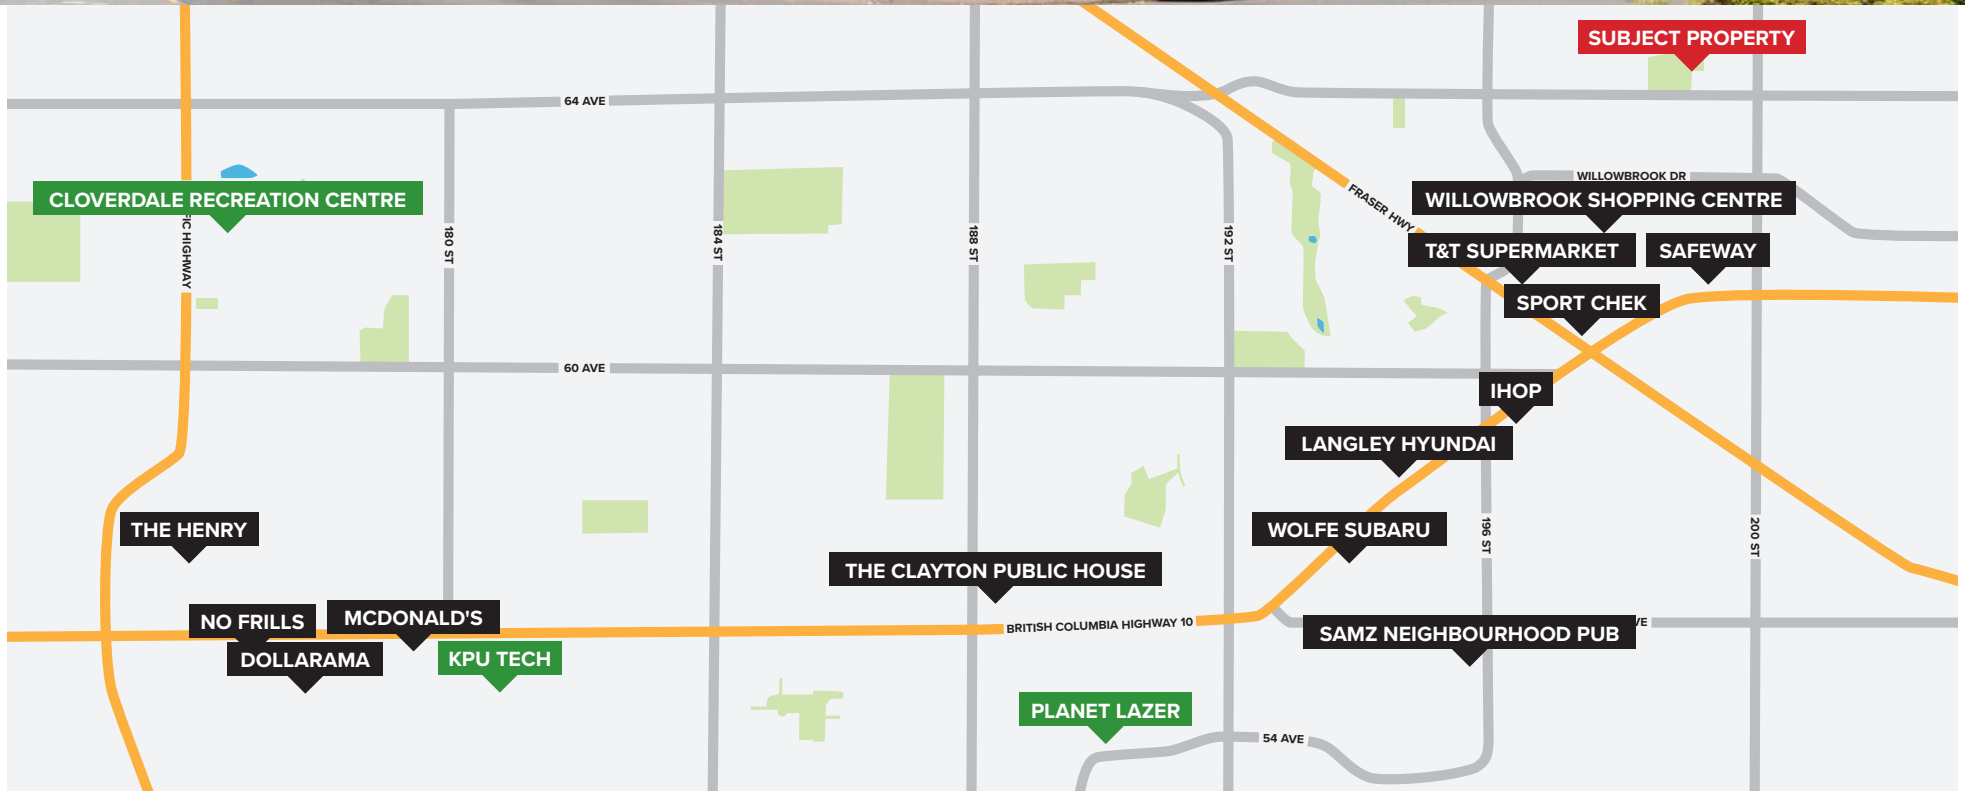 SUBJECT PROPERTY
64 AVE
WILLOWBROOK DR
CLOVERDALE RECREATION CENTRE
WILLOWBROOK SHOPPING CENTRE
FRASER HWY
HIGHWAY
180 ST
184 ST
188 ST
192 ST
T&T SUPERMARKET
SAFEWAY
SPORT CHEK
60 AVE
IHOP
LANGLEY HYUNDAI
THE HENRY
WOLFE SUBARU
196 ST
200 ST
THE CLAYTON PUBLIC HOUSE
NO FRILLS
MCDONALD'S
BRITISH COLUMBIA HIGHWAY 10
SAMZ NEIGHBOURHOOD PUB
DOLLARAMA
KPU TECH
PLANET LAZER
54 AVE